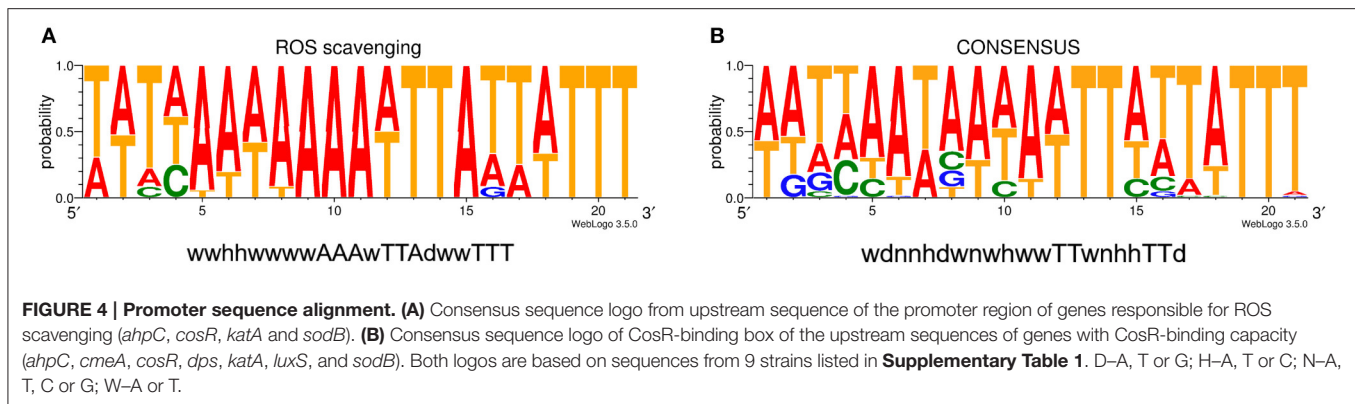 A
ROS scavenging
probability
1.0
0.5
0.0
5′
5
10
15
20
3′
WebLogo 3.5.0
wwhhwwwwwAAAwTTAdwwTTT
B
CONSENSUS
probability
1.0
0.5
0.0
5′
5
10
15
20
3′
WebLogo 3.5.0
wdnnhdwnwhwwTTwnhhTTd
FIGURE 4 | Promoter sequence alignment. (A) Consensus sequence logo from upstream sequence of the promoter region of genes responsible for ROS
scavenging (ahpC, cosR, katA and sodB). (B) Consensus sequence logo of CosR-binding box of the upstream sequences of genes with CosR-binding capacity
(ahpC, cmeA, cosR, dps, katA, luxS, and sodB). Both logos are based on sequences from 9 strains listed in Supplementary Table 1. D–A, T or G; H–A, T or C; N–A,
T, C or G; W–A or T.